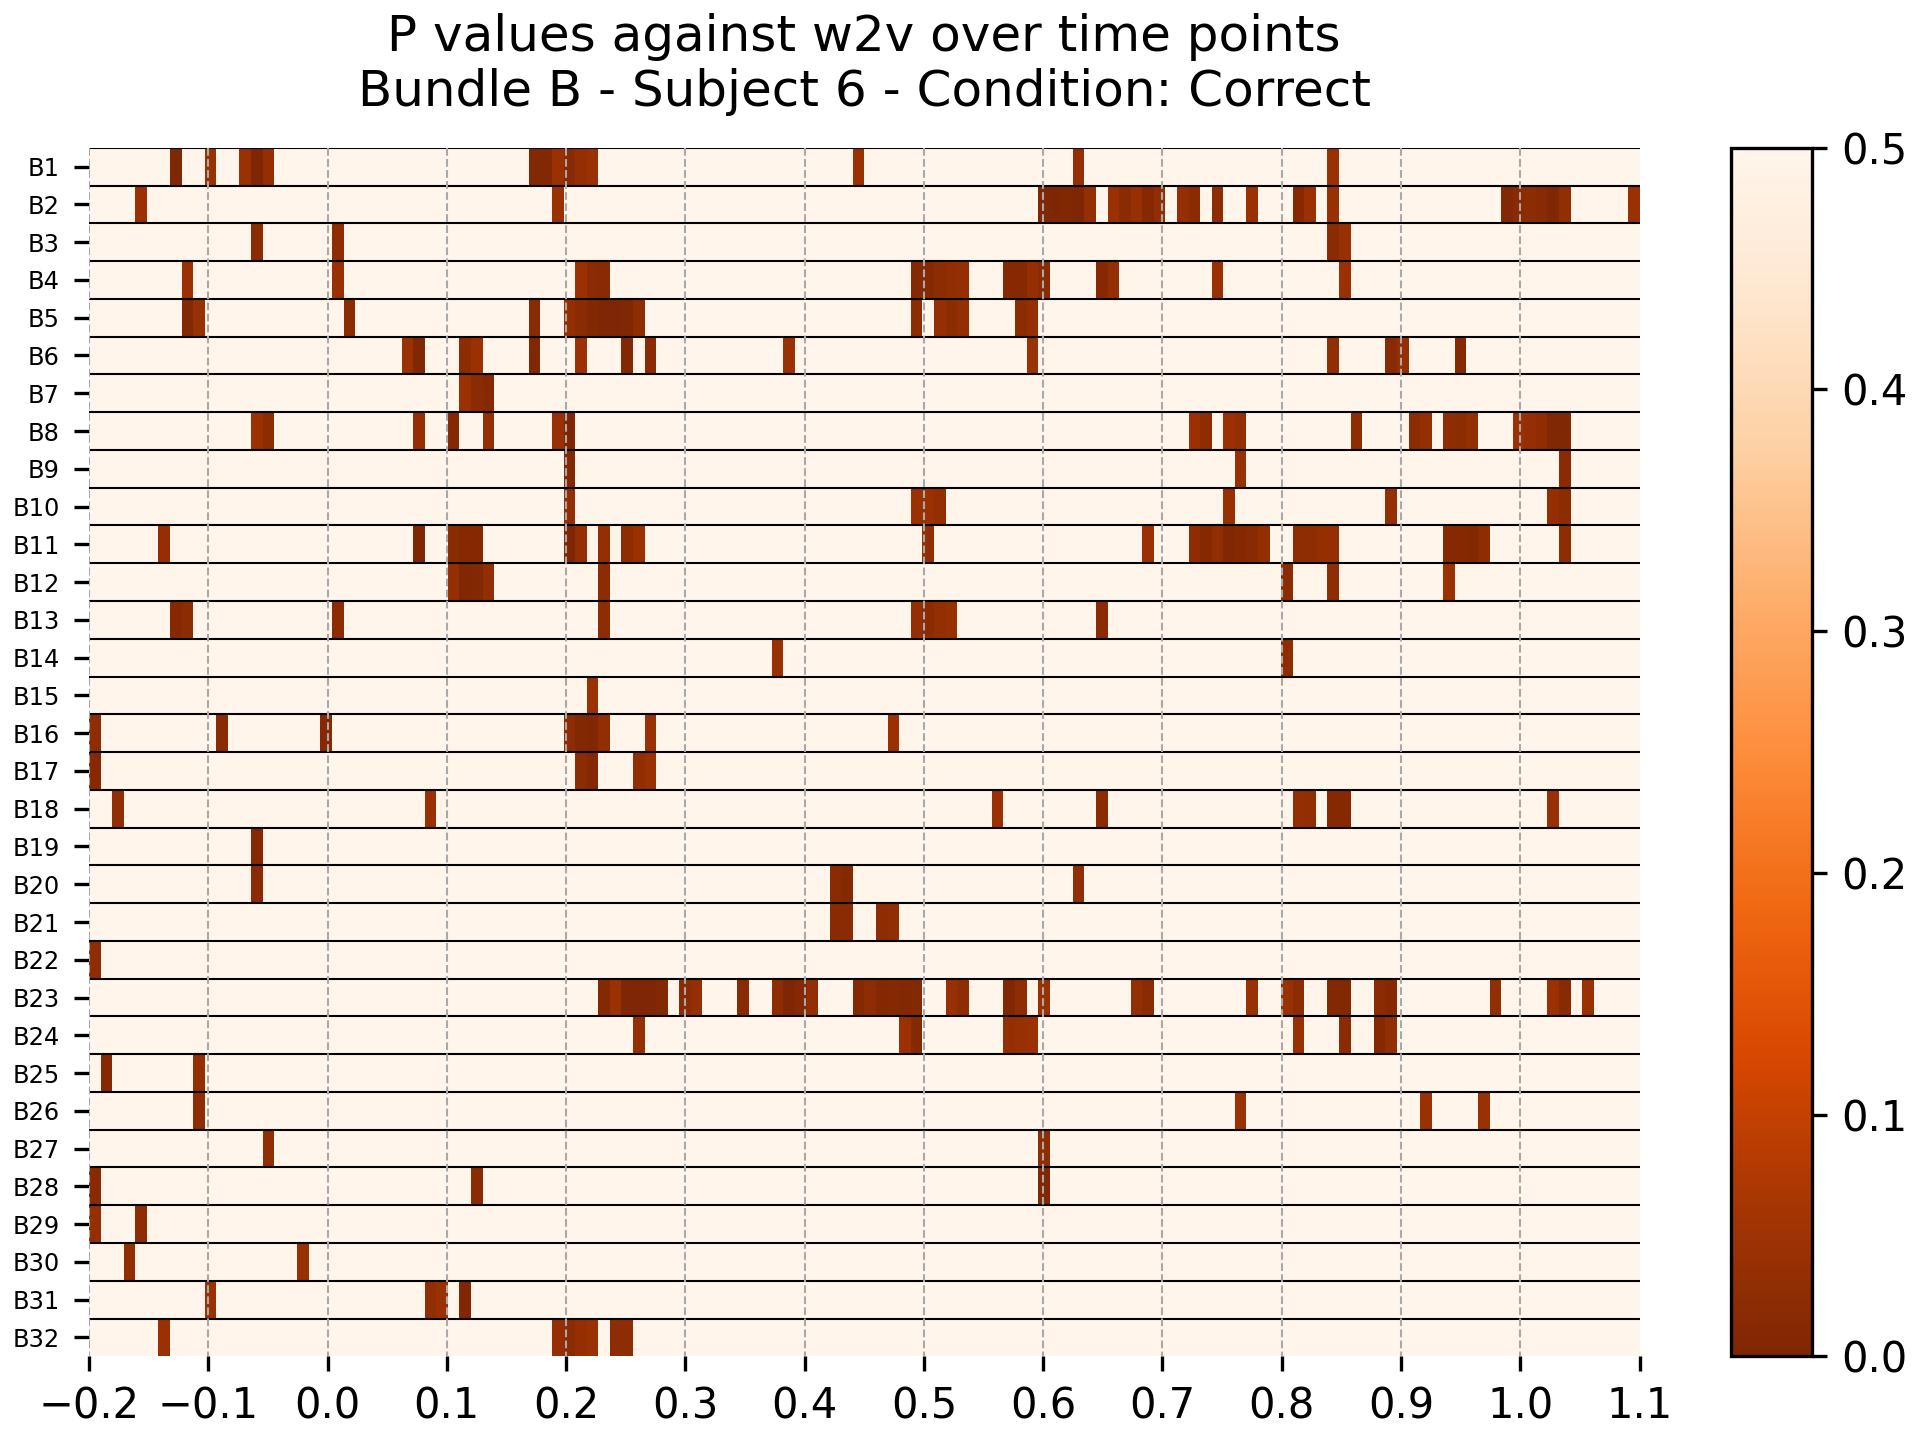 P values against w2v over time points
Bundle B - Subject 6 - Condition: Correct
B1
B2
B3
B4
B5
B6
B7
B8
B9
B10
B11
B12
B13
B14
B15
B16
B17
B18
B19
B20
B21
B22
B23
B24
B25
B26
B27
B28
B29
B30
B31
B32
−0.2 −0.1 0.0 0.1 0.2 0.3 0.4 0.5 0.6 0.7 0.8 0.9 1.0 1.1
0.5
0.4
0.3
0.2
0.1
0.0